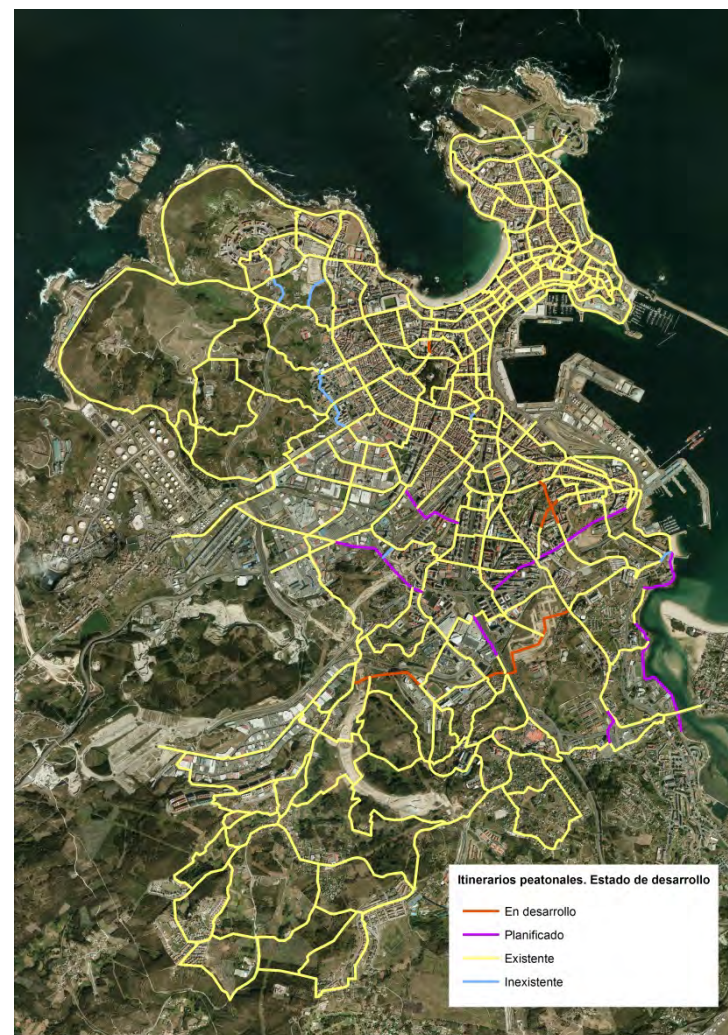 Itinerarios peatonales. Estado de desarrollo
En desarrollo
Planificado
Existente
Inexistente